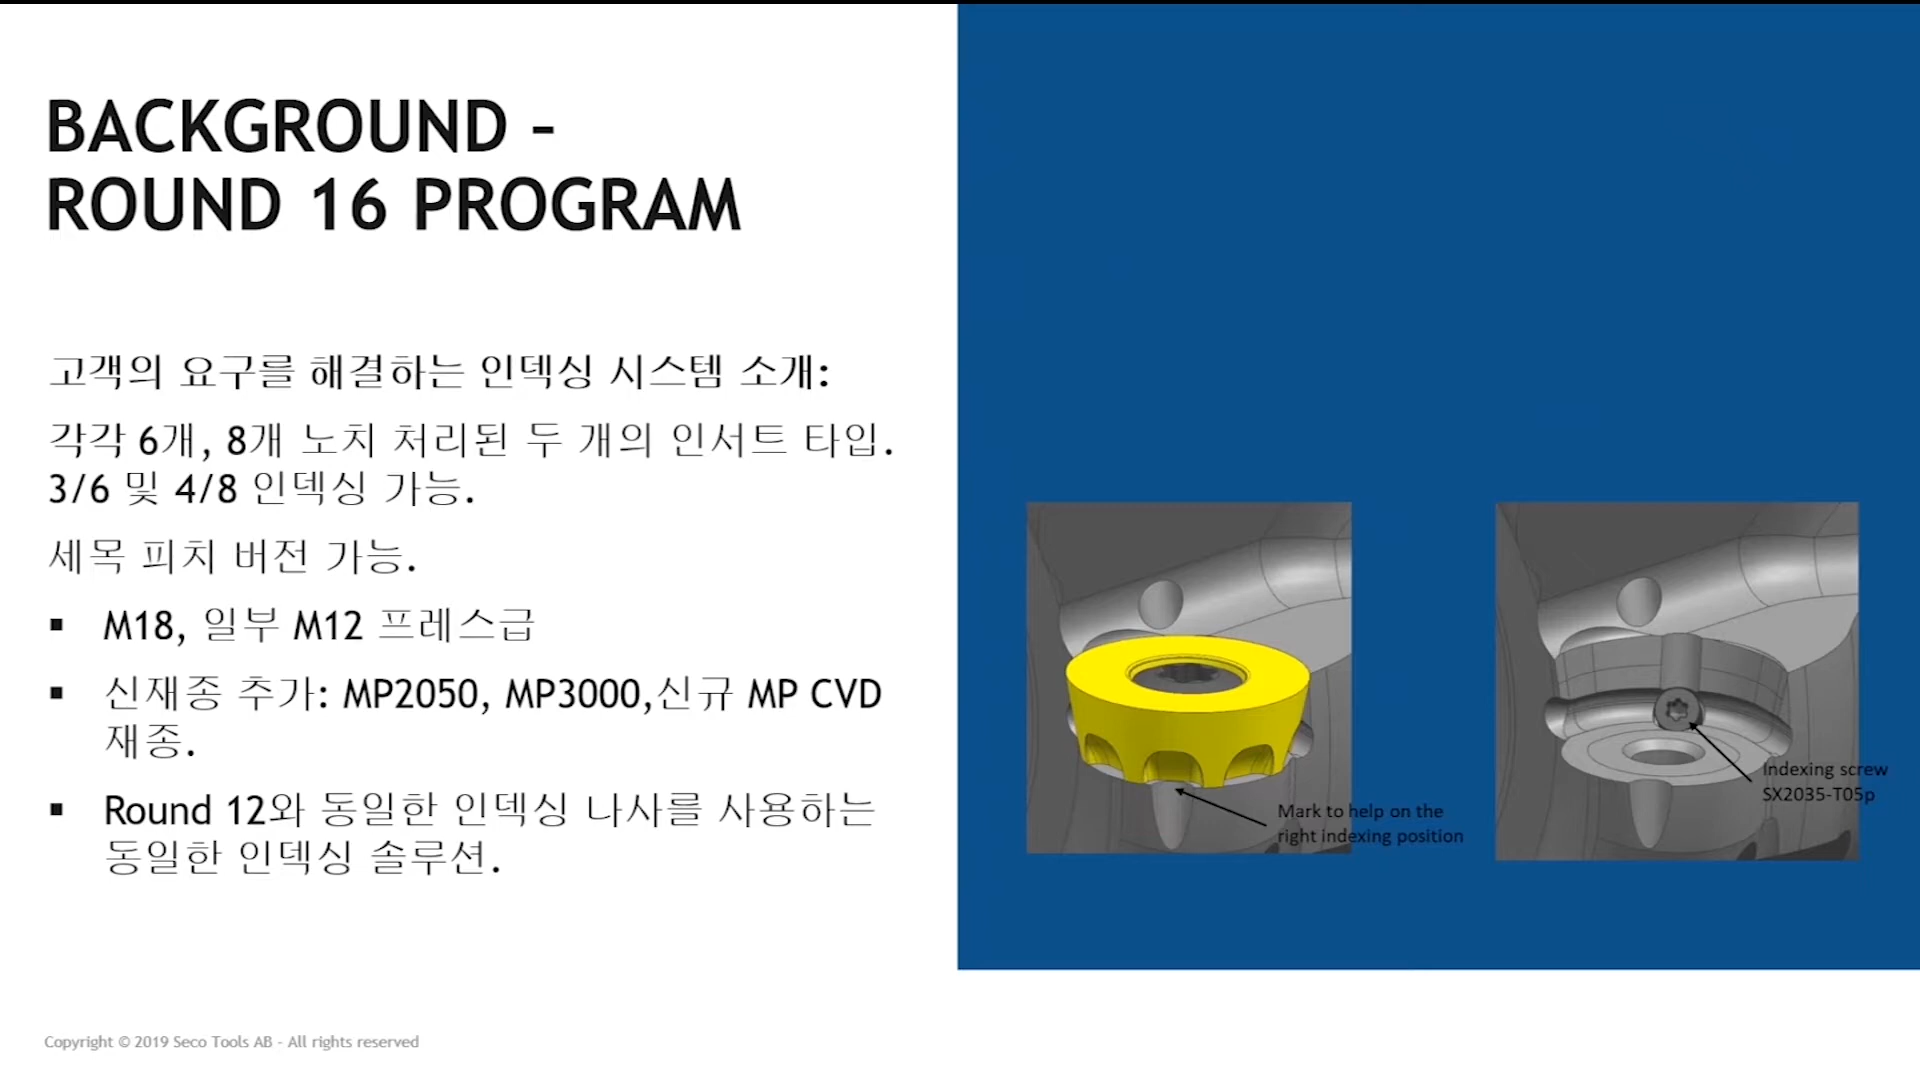 BACKGROUND –
ROUND 16 PROGRAM
고객의 요구를 해결하는 인덱싱 시스템 소개:
각각 6개, 8개 노치 처리된 두 개의 인서트 타입.
3/6 및 4/8 인덱싱 가능.
세목 피치 버전 가능.
▪ M18, 일부 M12 프레스급
▪ 신재종 추가: MP2050, MP3000,신규 MP CVD
재종.
▪ Round 12와 동일한 인덱싱 나사를 사용하는
동일한 인덱싱 솔루션.
Mark to help on the
right indexing position
Indexing screw
SX2035-T05p
Copyright © 2019 Seco Tools AB - All rights reserved